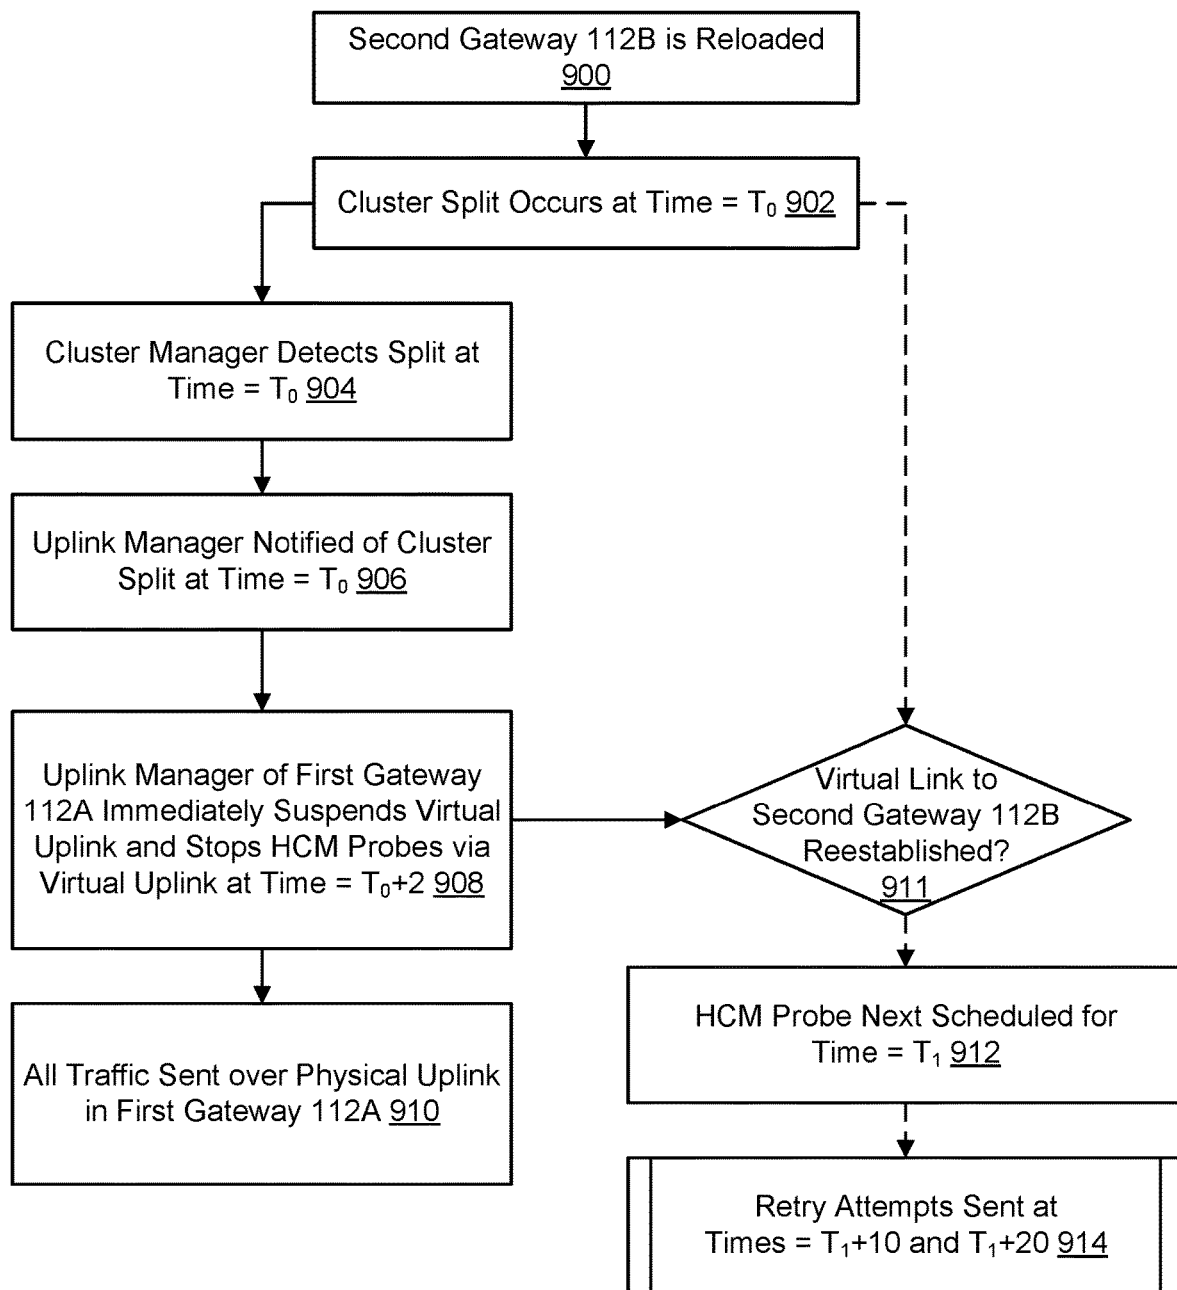 Second Gateway 112B is Reloaded
900
Cluster Split Occurs at Time = T₀ 902
Cluster Manager Detects Split at
Time = T₀ 904
Uplink Manager Notified of Cluster
Split at Time = T₀ 906
Uplink Manager of First Gateway
112A Immediately Suspends Virtual
Uplink and Stops HCM Probes via
Virtual Uplink at Time = T₀+2 908
All Traffic Sent over Physical Uplink
in First Gateway 112A 910
Virtual Link to
Second Gateway 112B
Reestablished?
911
HCM Probe Next Scheduled for
Time = T₁ 912
Retry Attempts Sent at
Times = T₁+10 and T₁+20 914